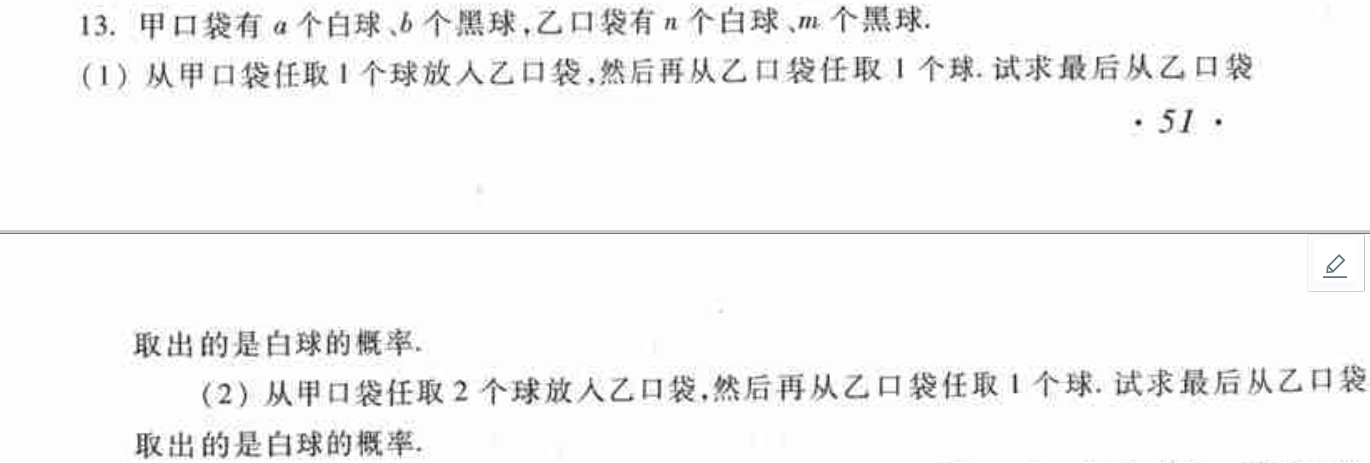 13. 甲口袋有 a 个白球、b 个黑球,乙口袋有 n 个白球、m 个黑球.
(1) 从甲口袋任取 1 个球放入乙口袋,然后再从乙口袋任取 1 个球. 试求最后从乙口袋
· 51 ·
取出的是白球的概率.
(2) 从甲口袋任取 2 个球放入乙口袋,然后再从乙口袋任取 1 个球. 试求最后从乙口袋
取出的是白球的概率.